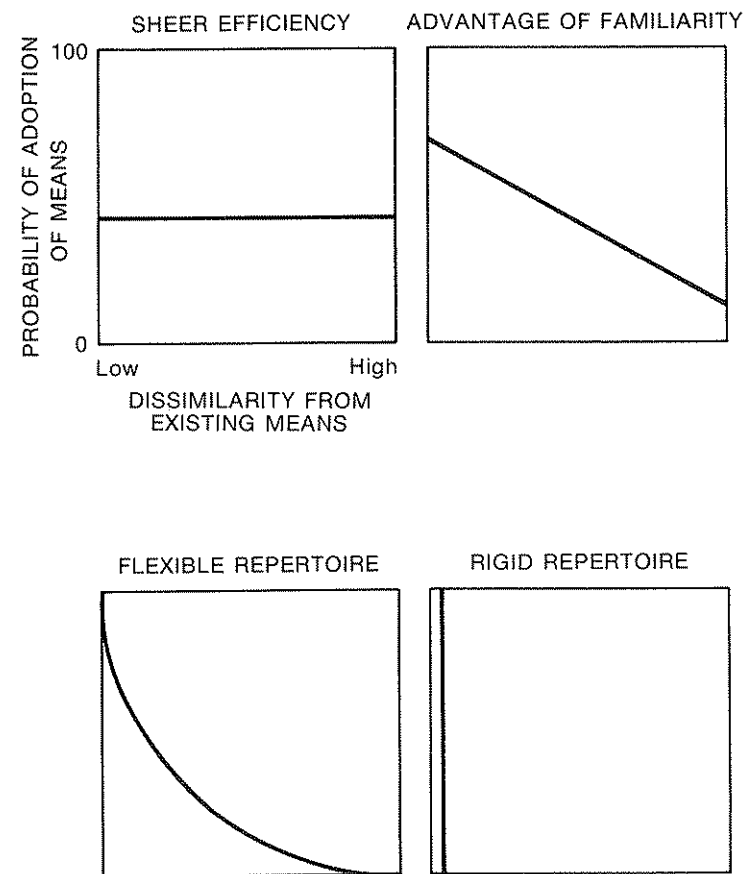 SHEER EFFICIENCY
ADVANTAGE OF FAMILIARITY
PROBABILITY OF ADOPTION
OF MEANS
100
0
Low
High
DISSIMILARITY FROM
EXISTING MEANS
FLEXIBLE REPERTOIRE
RIGID REPERTOIRE